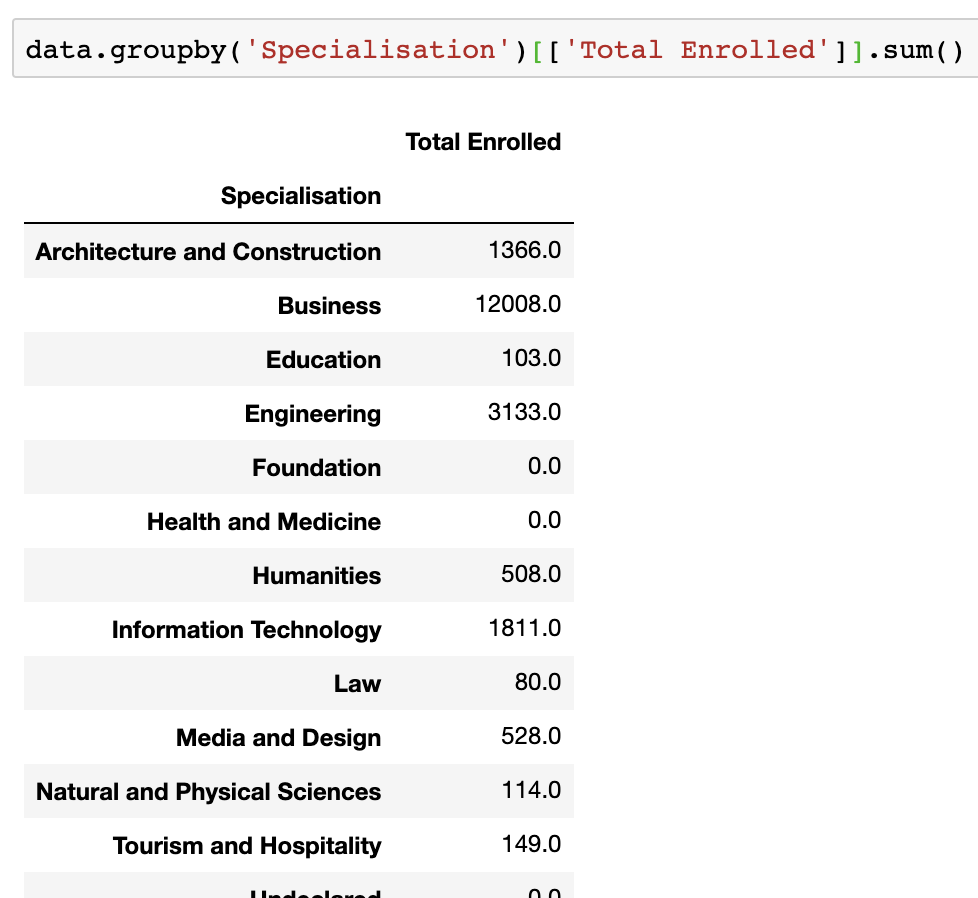 data.groupby('Specialisation')[['Total Enrolled']].sum()
Total Enrolled
Specialisation
Architecture and Construction 1366.0
Business 12008.0
Education 103.0
Engineering 3133.0
Foundation 0.0
Health and Medicine 0.0
Humanities 508.0
Information Technology 1811.0
Law 80.0
Media and Design 528.0
Natural and Physical Sciences 114.0
Tourism and Hospitality 149.0
Undeclared 0.0